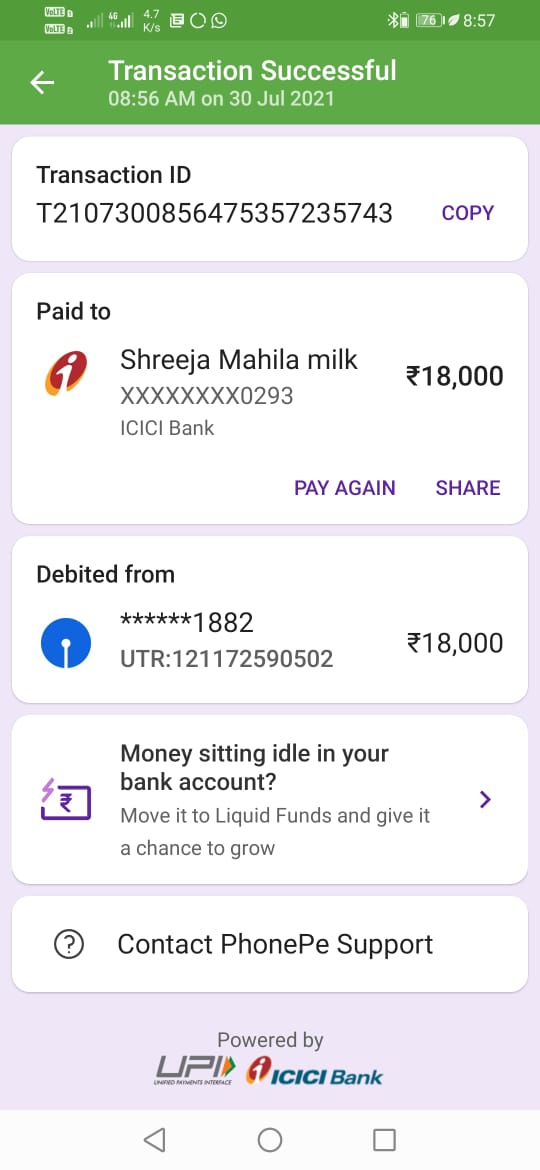 VoLTE
VoLTE
4G
4.7
K/s
76
8:57
Transaction Successful
08:56 AM on 30 Jul 2021
Transaction ID
T2107300856475357235743
COPY
Paid to
Shreeja Mahila milk
₹18,000
XXXXXXXX0293
ICICI Bank
PAY AGAIN
SHARE
Debited from
******1882
₹18,000
UTR:121172590502
Money sitting idle in your
bank account?
Move it to Liquid Funds and give it
a chance to grow
Contact PhonePe Support
Powered by
UPI
UNIFIED PAYMENTS INTERFACE
ICICI Bank